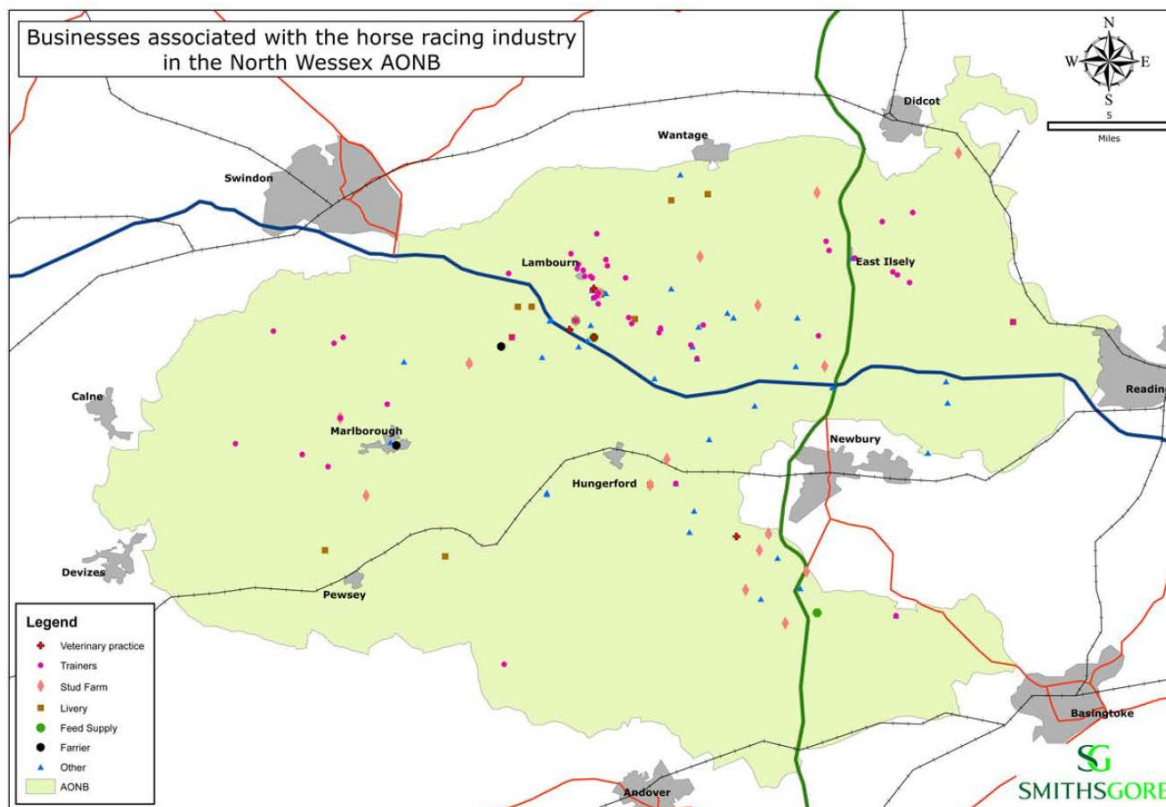 Businesses associated with the horse racing industry
in the North Wessex AONB
N
W
E
S
5
Miles
Didcot
Wantage
Swindon
Lambourn
East Ilsely
Calne
Marlborough
Reading
Newbury
Hungerford
Devizes
Pewsey
Basingtoke
Andover
Legend
Veterinary practice
Trainers
Stud Farm
Livery
Feed Supply
Farrier
Other
AONB
SG
SMITHSGORE